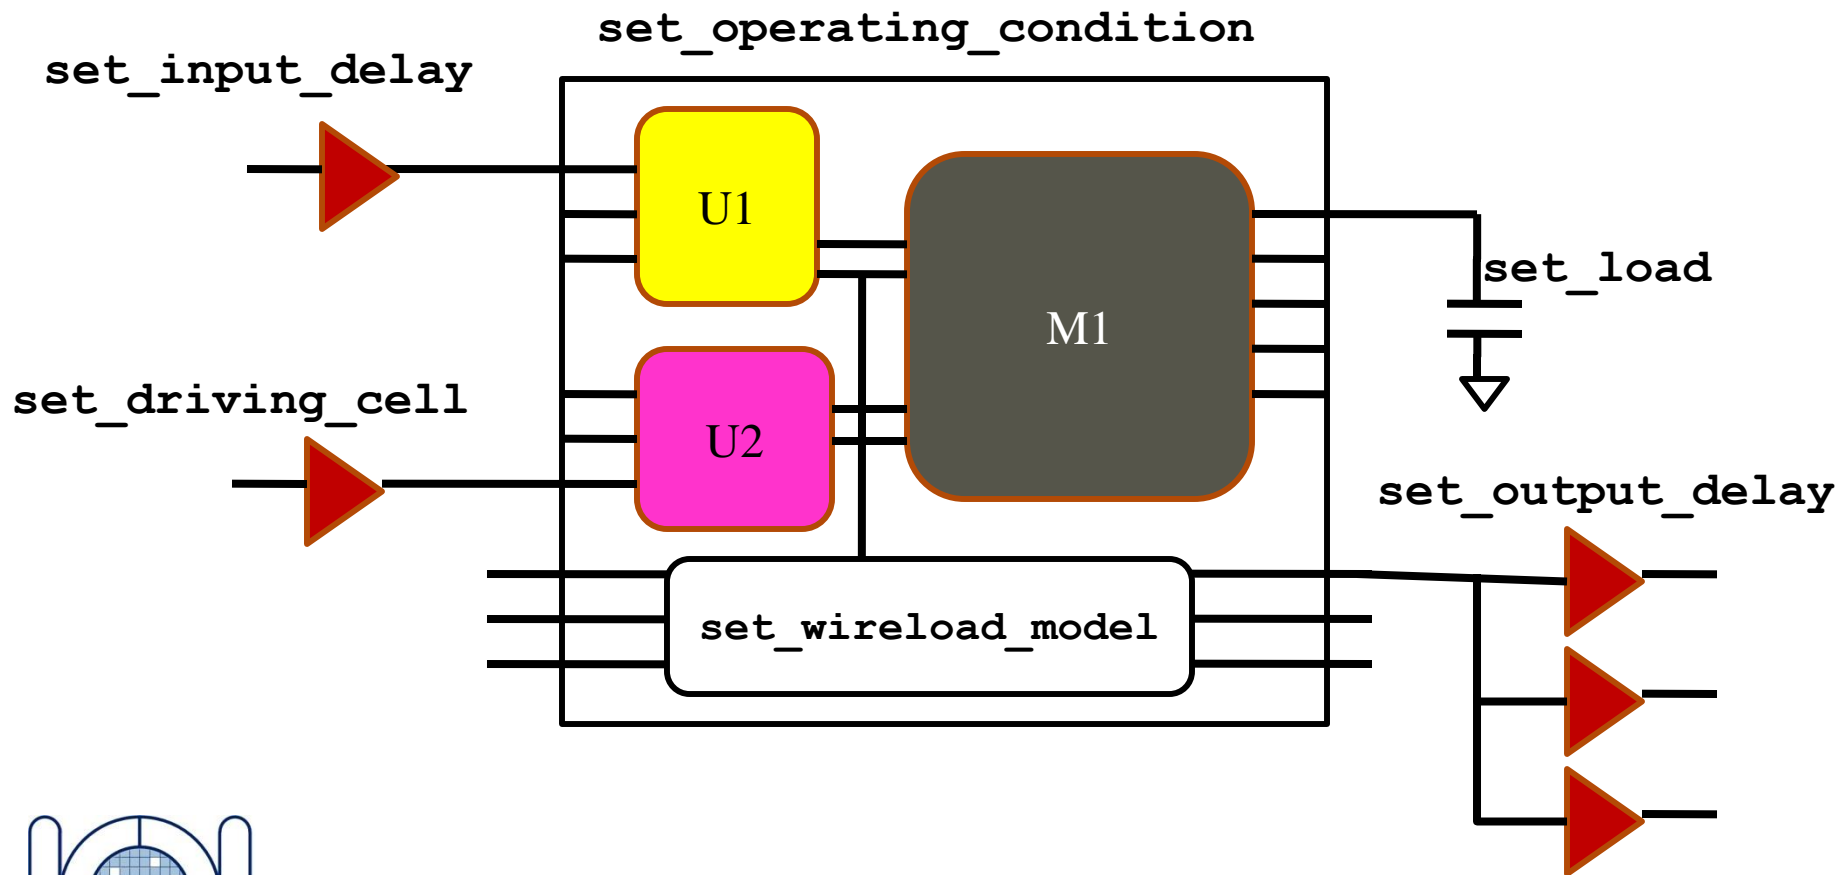 set_operating_condition
set_input_delay
U1
M1
set_load
set_driving_cell
U2
set_output_delay
set_wireload_model